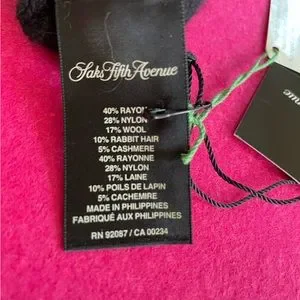 Saks Fifth Avenue
40% RAYON
28% NYLON
17% WOOL
10% RABBIT HAIR
5% CASHMERE
40% RAYONNE
28% NYLON
17% LAINE
10% POILS DE LAPIN
5% CACHEMIRE
MADE IN PHILIPPINES
FABRIQUÉ AUX PHILIPPINES
RN 92087 / CA 00234